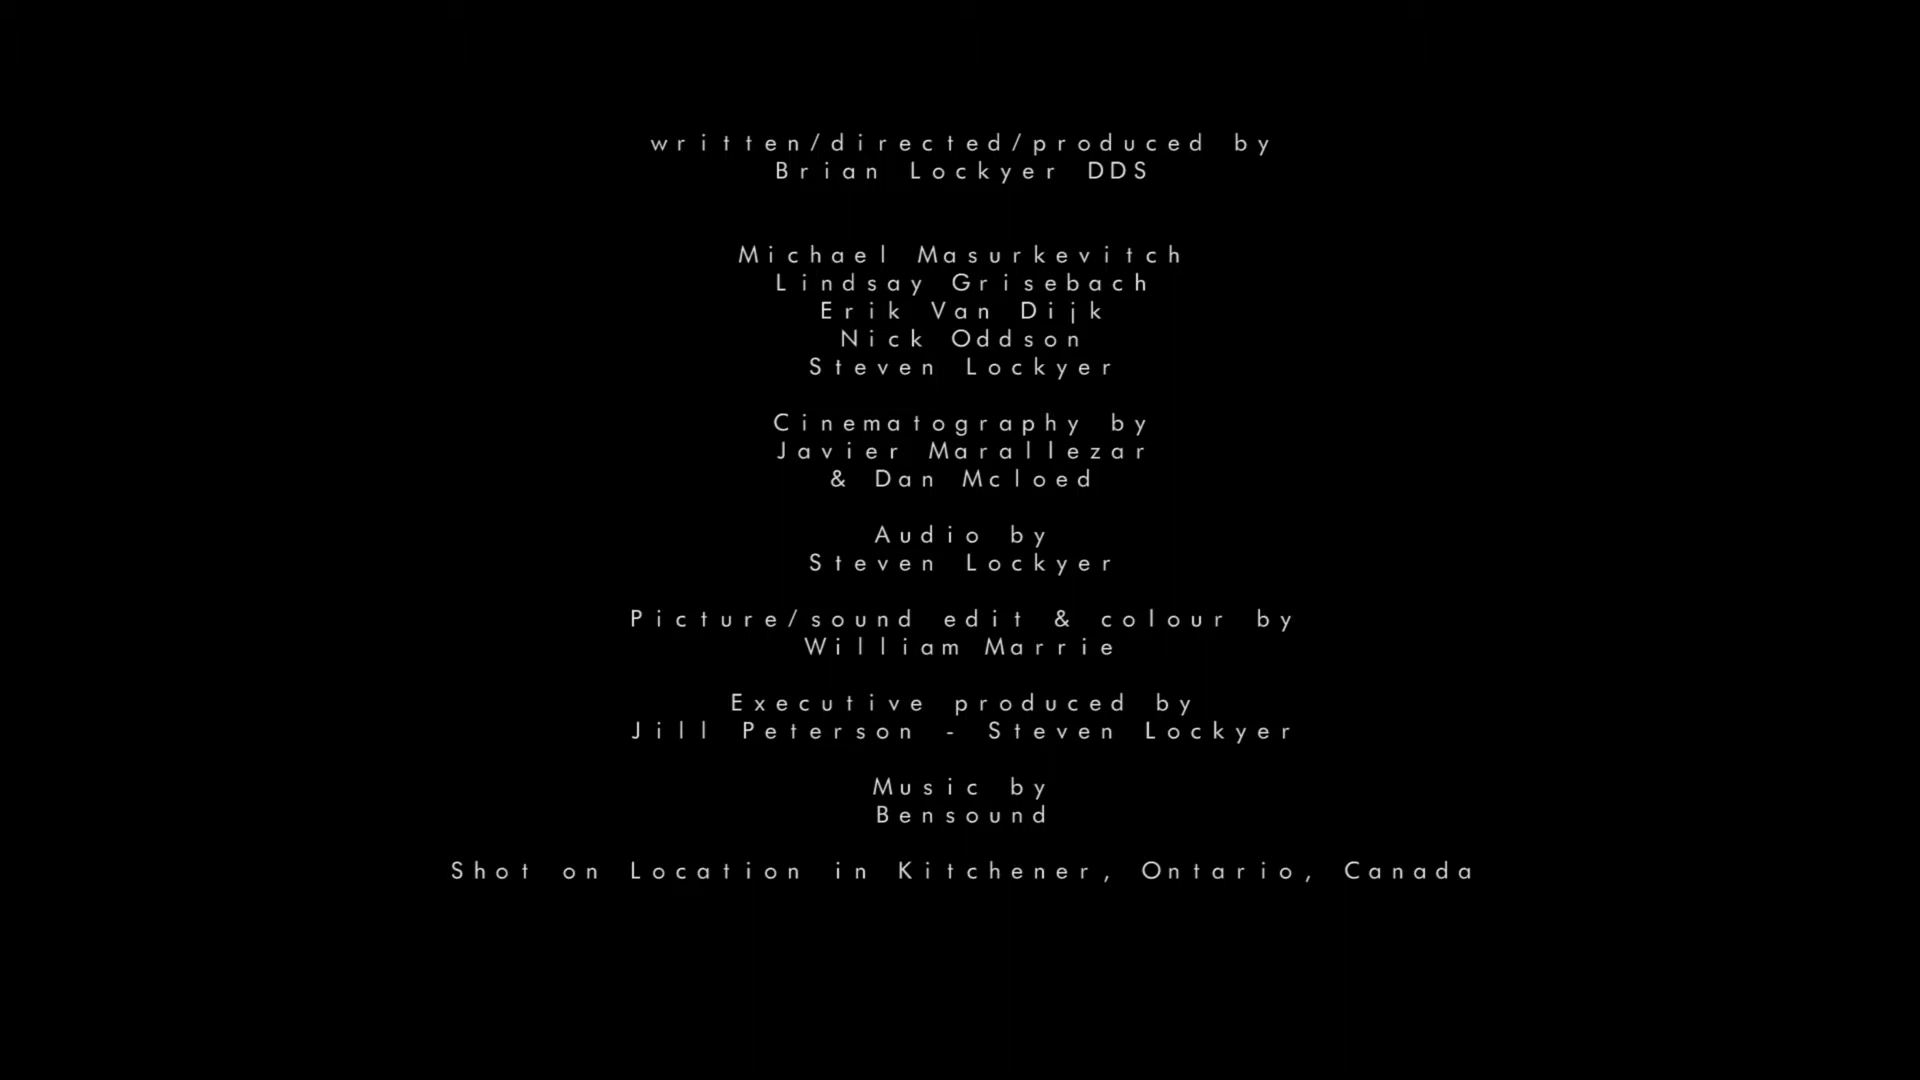 written/directed/produced by
Brian Lockyer DDS
Michael Masurkevitch
Lindsay Grisebach
Erik Van Dijk
Nick Oddson
Steven Lockyer
Cinematography by
Javier Marallezar
& Dan Mcloed
Audio by
Steven Lockyer
Picture/sound edit & colour by
William Marrie
Executive produced by
Jill Peterson - Steven Lockyer
Music by
Bensound
Shot on Location in Kitchener, Ontario, Canada